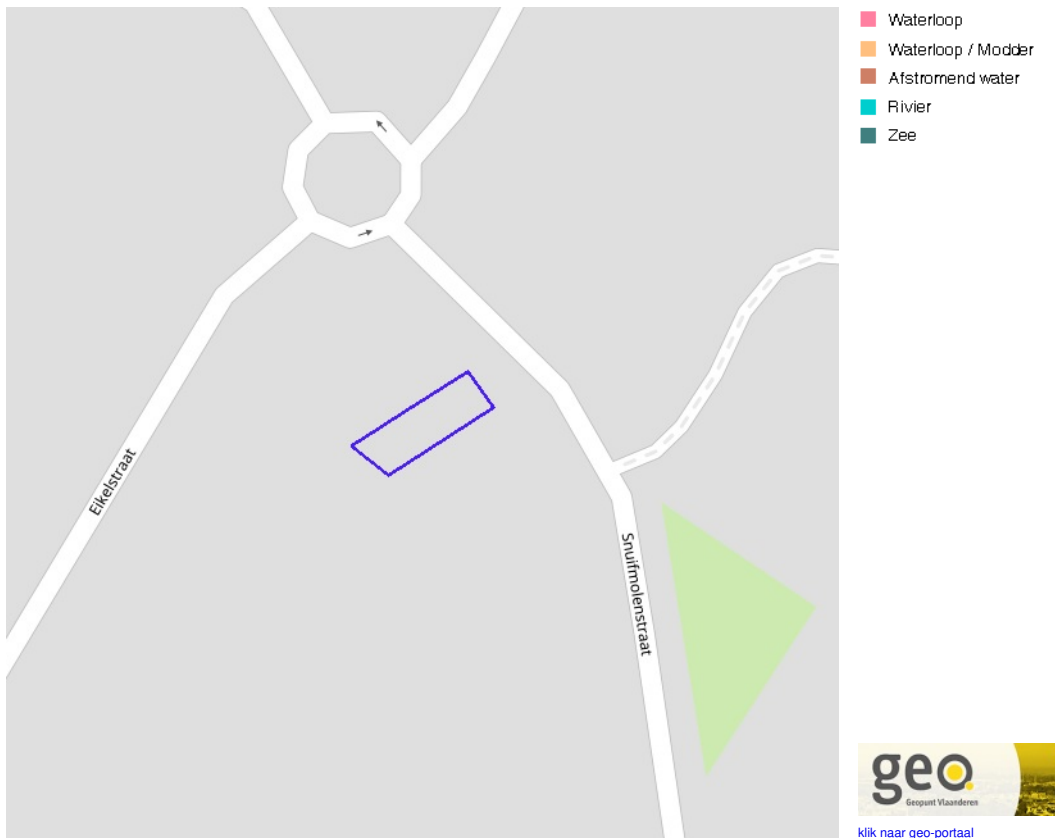 Waterloop
Waterloop / Modder
Afstromend water
Rivier
Zee
Eikelstraat
Snuifmolenstraat
geo.
Geopunt Vlaanderen
klik naar geo-portaal